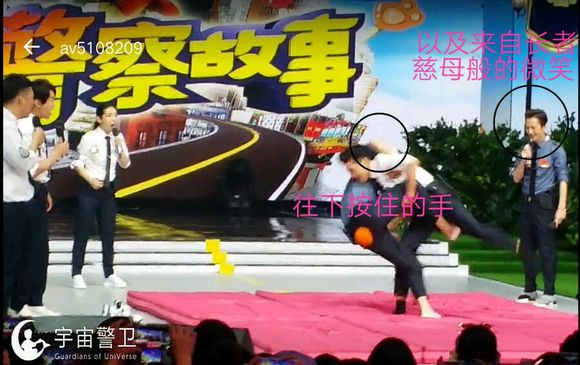 av5108209
警察故事
以及来自长者
慈母般的微笑
往下按住的手
宇宙警卫
Guardians of UniVerse